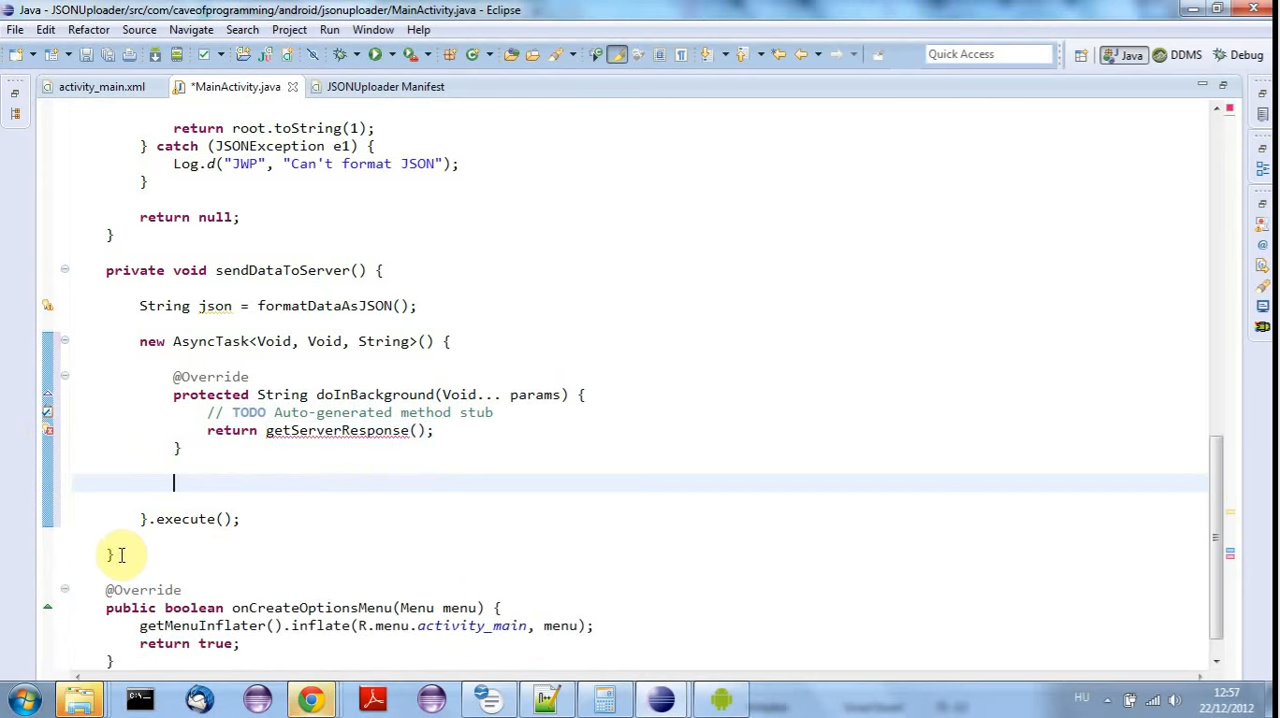 Java - JSONUploader/src/com/caveofprogramming/android/jsonuploader/MainActivity.java - Eclipse
File Edit Refactor Source Navigate Search Project Run Window Help
Quick Access Java DDMS Debug
activity_main.xml *MainActivity.java JSONUploader Manifest
return root.toString(1);
} catch (JSONException e1) {
Log.d("JWP", "Can't format JSON");
}
return null;
}
private void sendDataToServer() {
String json = formatDataAsJSON();
new AsyncTask<Void, Void, String>() {
@Override
protected String doInBackground(Void... params) {
// TODO Auto-generated method stub
return getServerResponse();
}
}.execute();
}
@Override
public boolean onCreateOptionsMenu(Menu menu) {
getMenuInflater().inflate(R.menu.activity_main, menu);
return true;
}
HU 12:57
22/12/2012